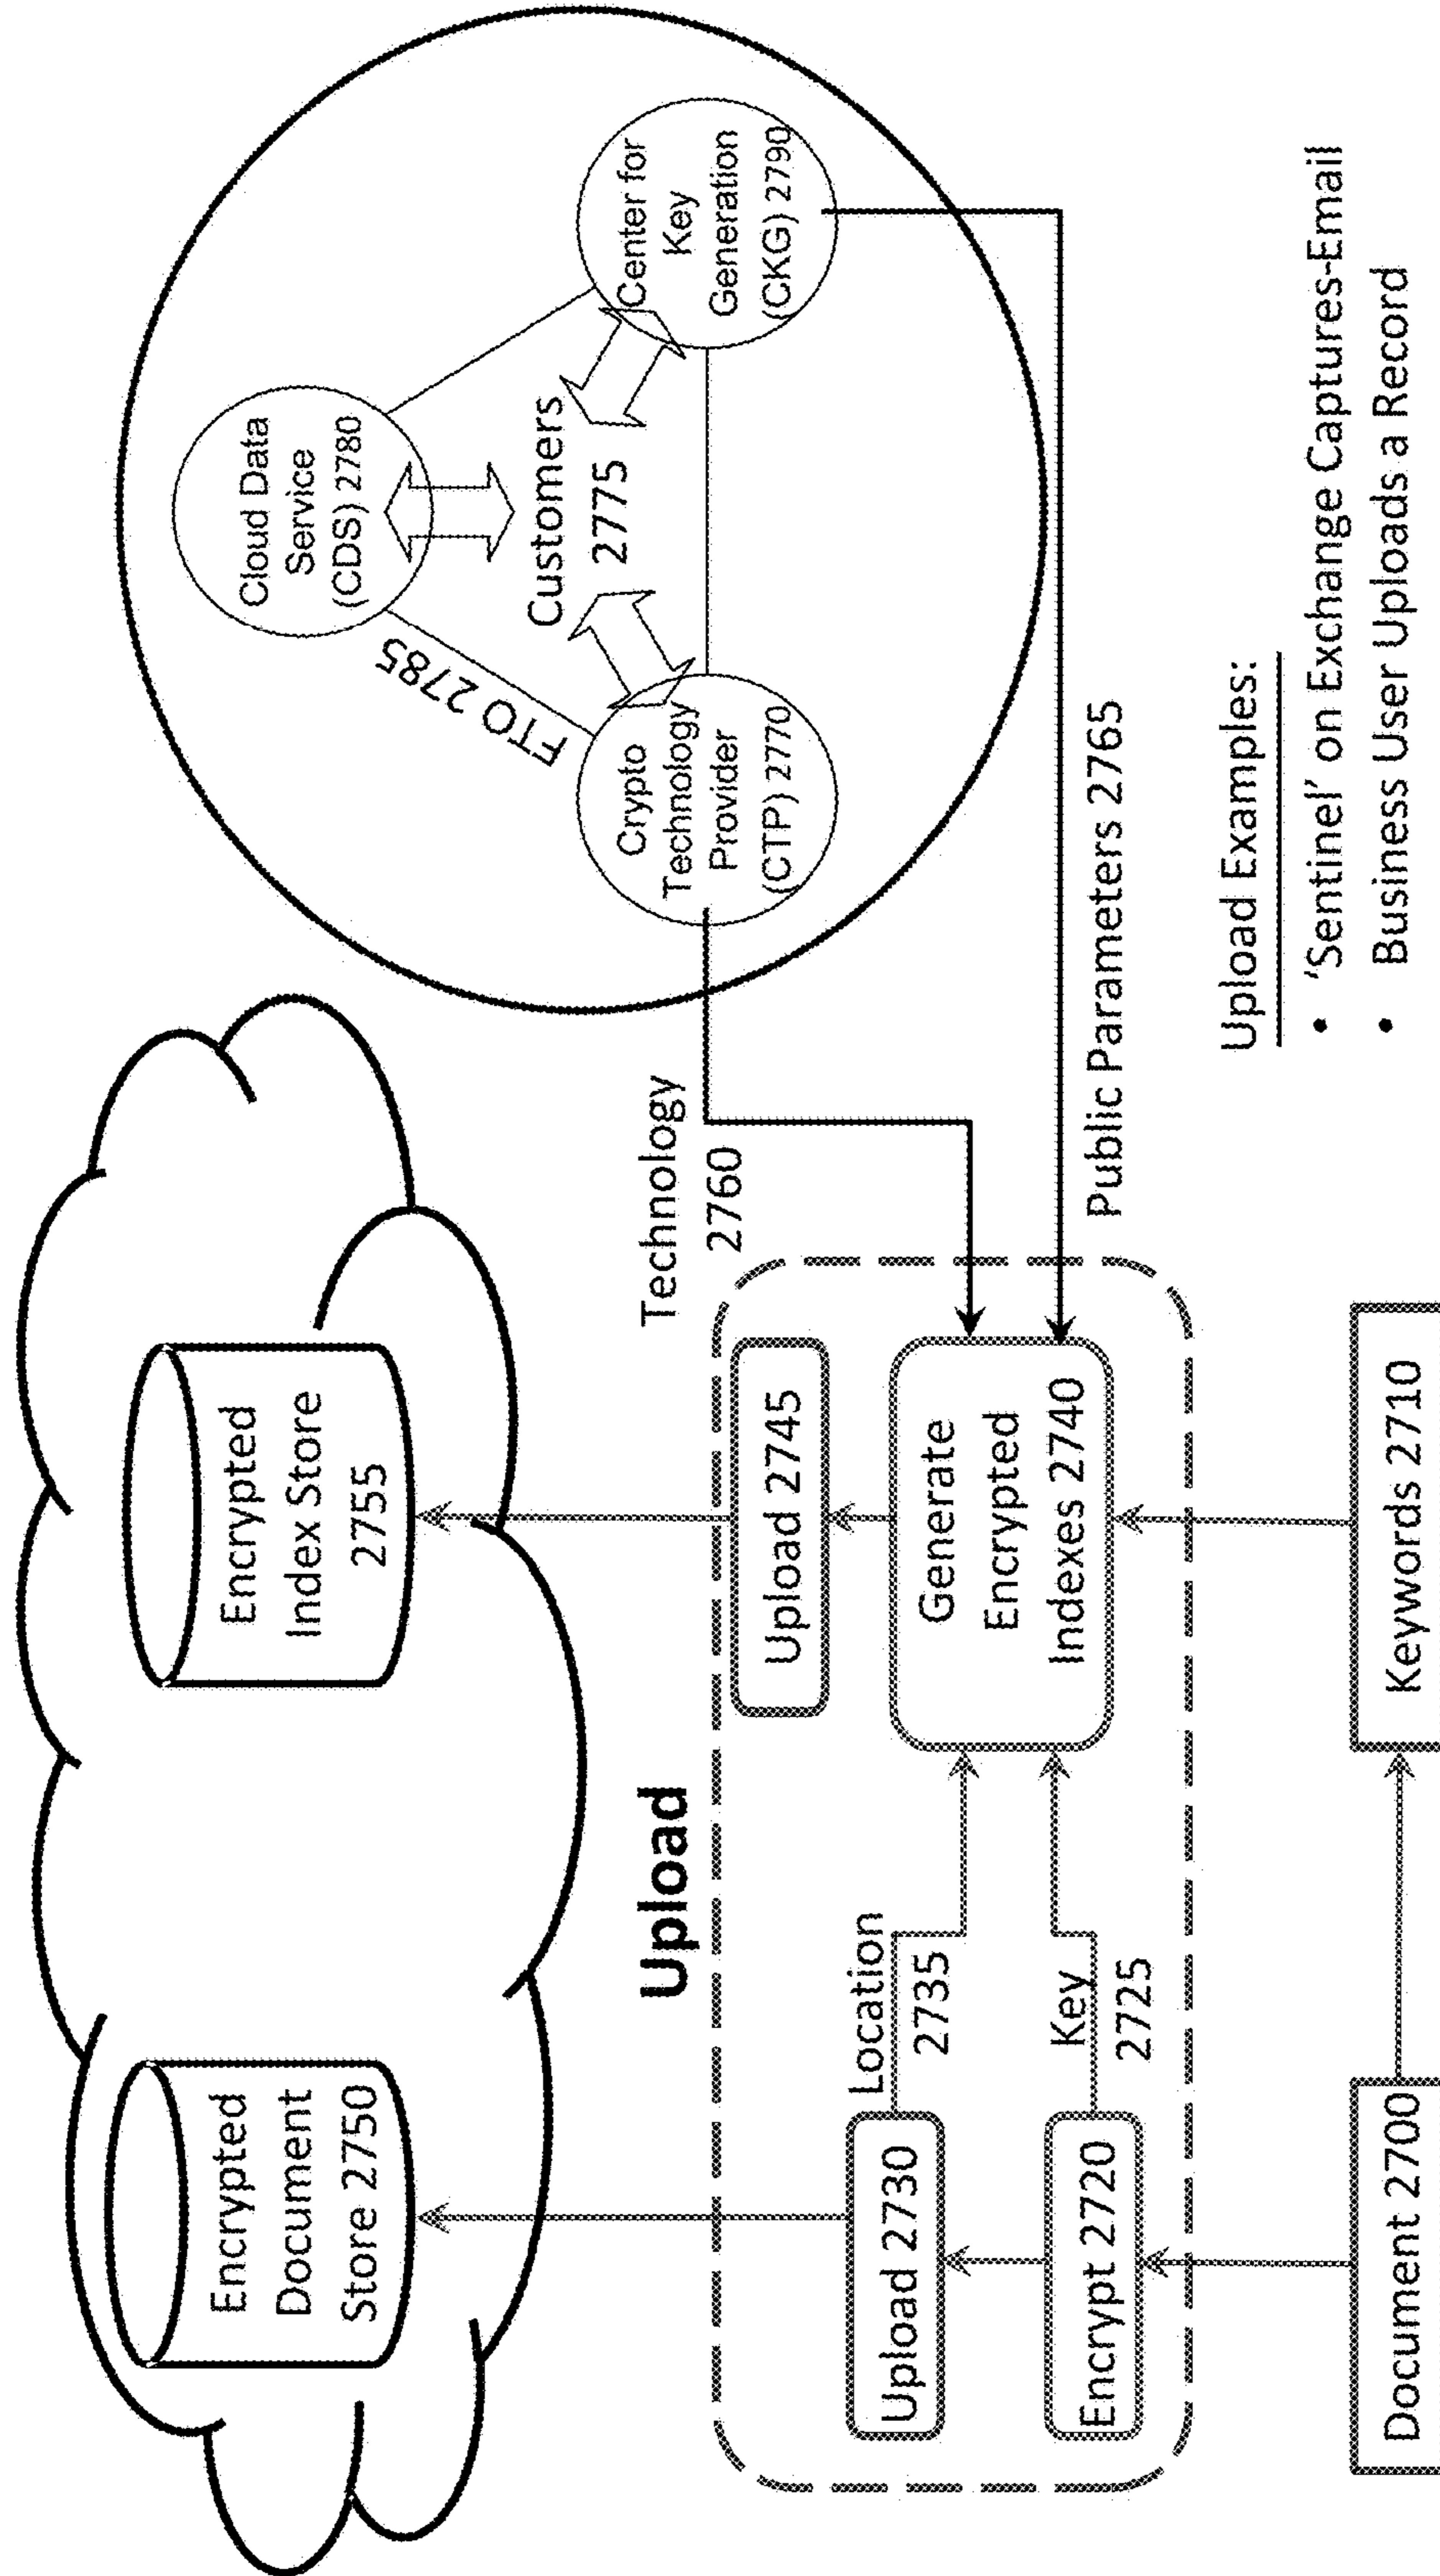 Encrypted
Document
Store 2750
Encrypted
Index Store
2755
Upload
Upload 2730
Location
2735
Encrypt 2720
Key
2725
Upload 2745
Generate
Encrypted
Indexes 2740
Document 2700
Keywords 2710
Technology
2760
Public Parameters 2765
Cloud Data
Service
(CDS) 2780
FTO 2785
Customers
2775
Crypto
Technology
Provider
(CTP) 2770
Center for
Key
Generation
(CKG) 2790
Upload Examples:
• 'Sentinel' on Exchange Captures-Email
• Business User Uploads a Record